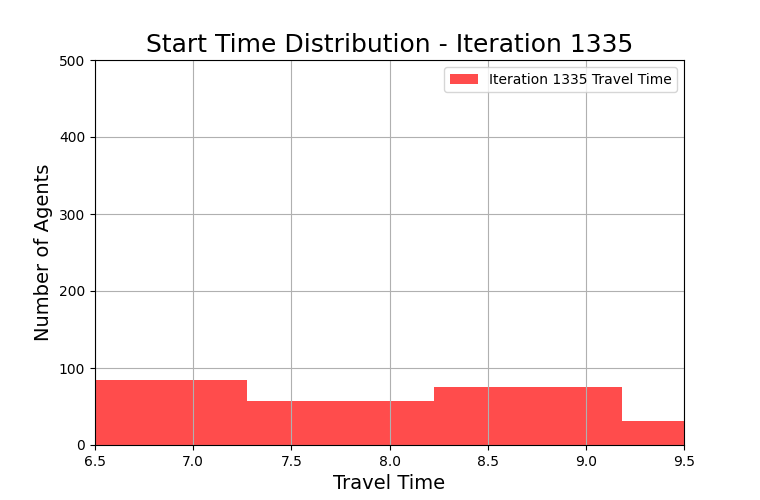 Start Time Distribution - Iteration 1335
500
Iteration 1335 Travel Time
400
300
200
100
0
Number of Agents
6.5 7.0 7.5 8.0 8.5 9.0 9.5
Travel Time